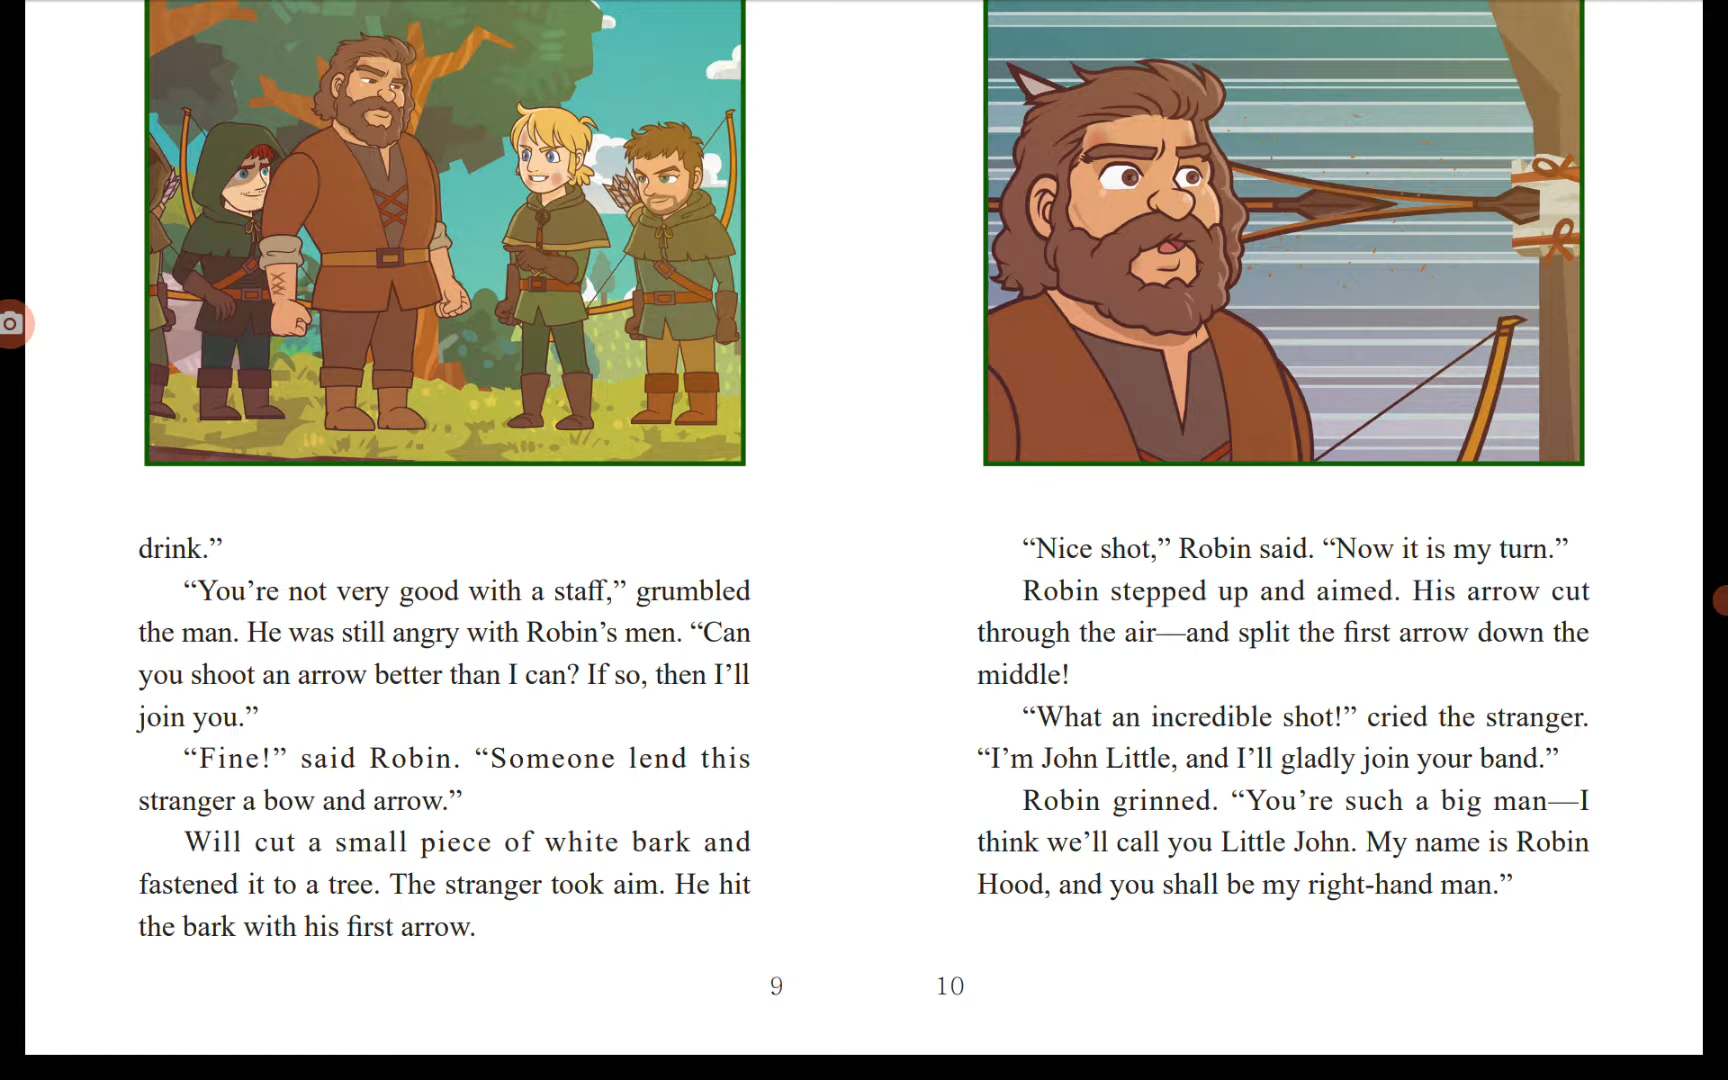 drink.”
“You’re not very good with a staff,” grumbled
the man. He was still angry with Robin’s men. “Can
you shoot an arrow better than I can? If so, then I’ll
join you.”
“Fine!” said Robin. “Someone lend this
stranger a bow and arrow.”
Will cut a small piece of white bark and
fastened it to a tree. The stranger took aim. He hit
the bark with his first arrow.
9
“Nice shot,” Robin said. “Now it is my turn.”
Robin stepped up and aimed. His arrow cut
through the air—and split the first arrow down the
middle!
“What an incredible shot!” cried the stranger.
“I’m John Little, and I’ll gladly join your band.”
Robin grinned. “You’re such a big man—I
think we’ll call you Little John. My name is Robin
Hood, and you shall be my right-hand man.”
10